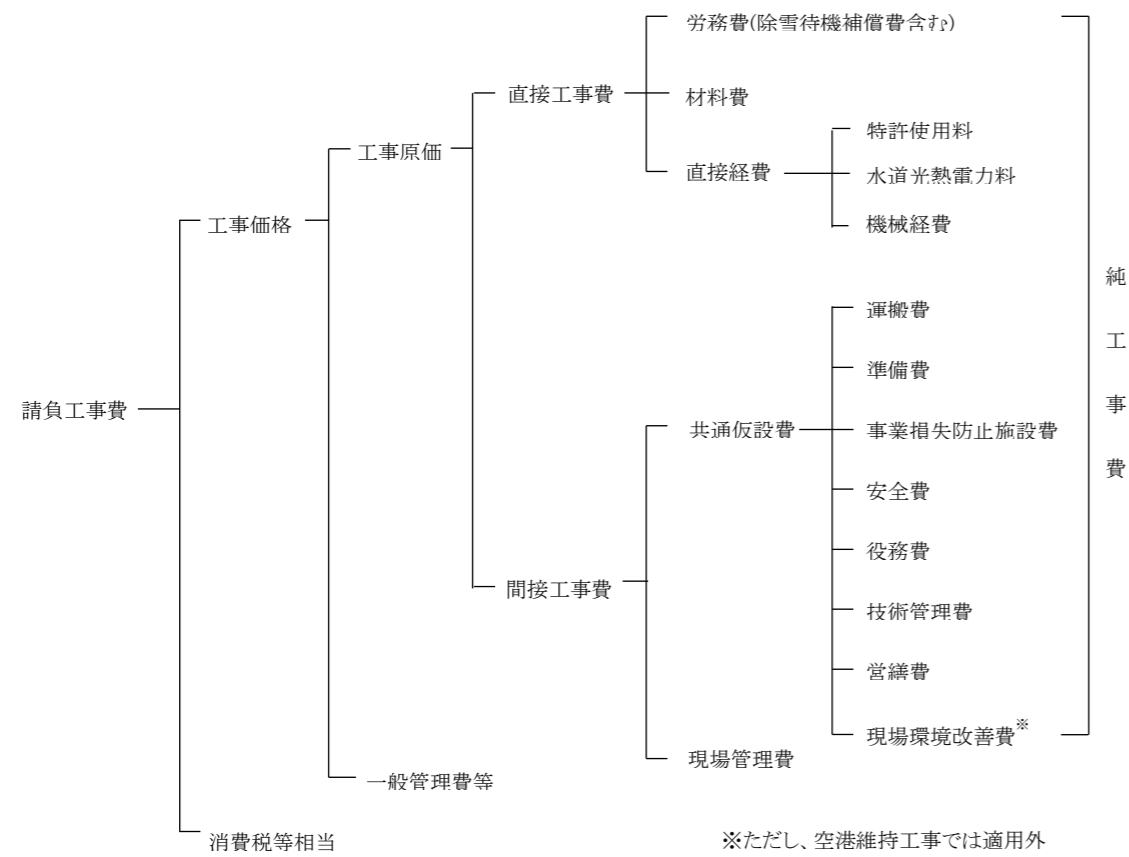 労務費(除雪待機補償費含む)
直接工事費
材料費
特許使用料
工事原価
直接経費
水道光熱電力料
工事価格
機械経費
純工事費
運搬費
準備費
請負工事費
共通仮設費
事業損失防止施設費
安全費
役務費
間接工事費
技術管理費
営繕費
現場環境改善費※
現場管理費
一般管理費等
消費税等相当
※ただし、空港維持工事では適用外